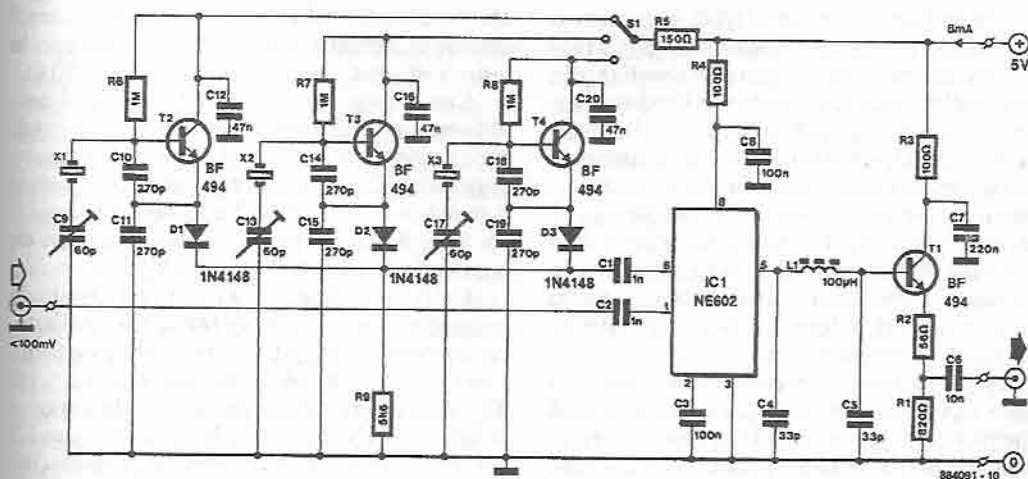 S1
R5
150Ω
8mA
5V
R6
1M
C12
47n
T2
BF
494
X1
C10
270p
C11
270p
D1
C9
60p
1N4148
R7
1M
C16
47n
T3
BF
494
X2
C14
270p
C15
270p
D2
C13
60p
1N4148
R8
1M
C20
47n
T4
BF
494
X3
C18
270p
C19
270p
D3
C17
60p
1N4148
R4
100Ω
C8
100n
R3
100Ω
C7
220n
T1
BF
494
C1
1n
C2
1n
8
6
1
5
2
3
IC1
NE602
L1
100µH
R2
56Ω
C6
10n
R1
820Ω
R9
5k6
C3
100n
C4
33p
C5
33p
<100mV
0
884091 - 10